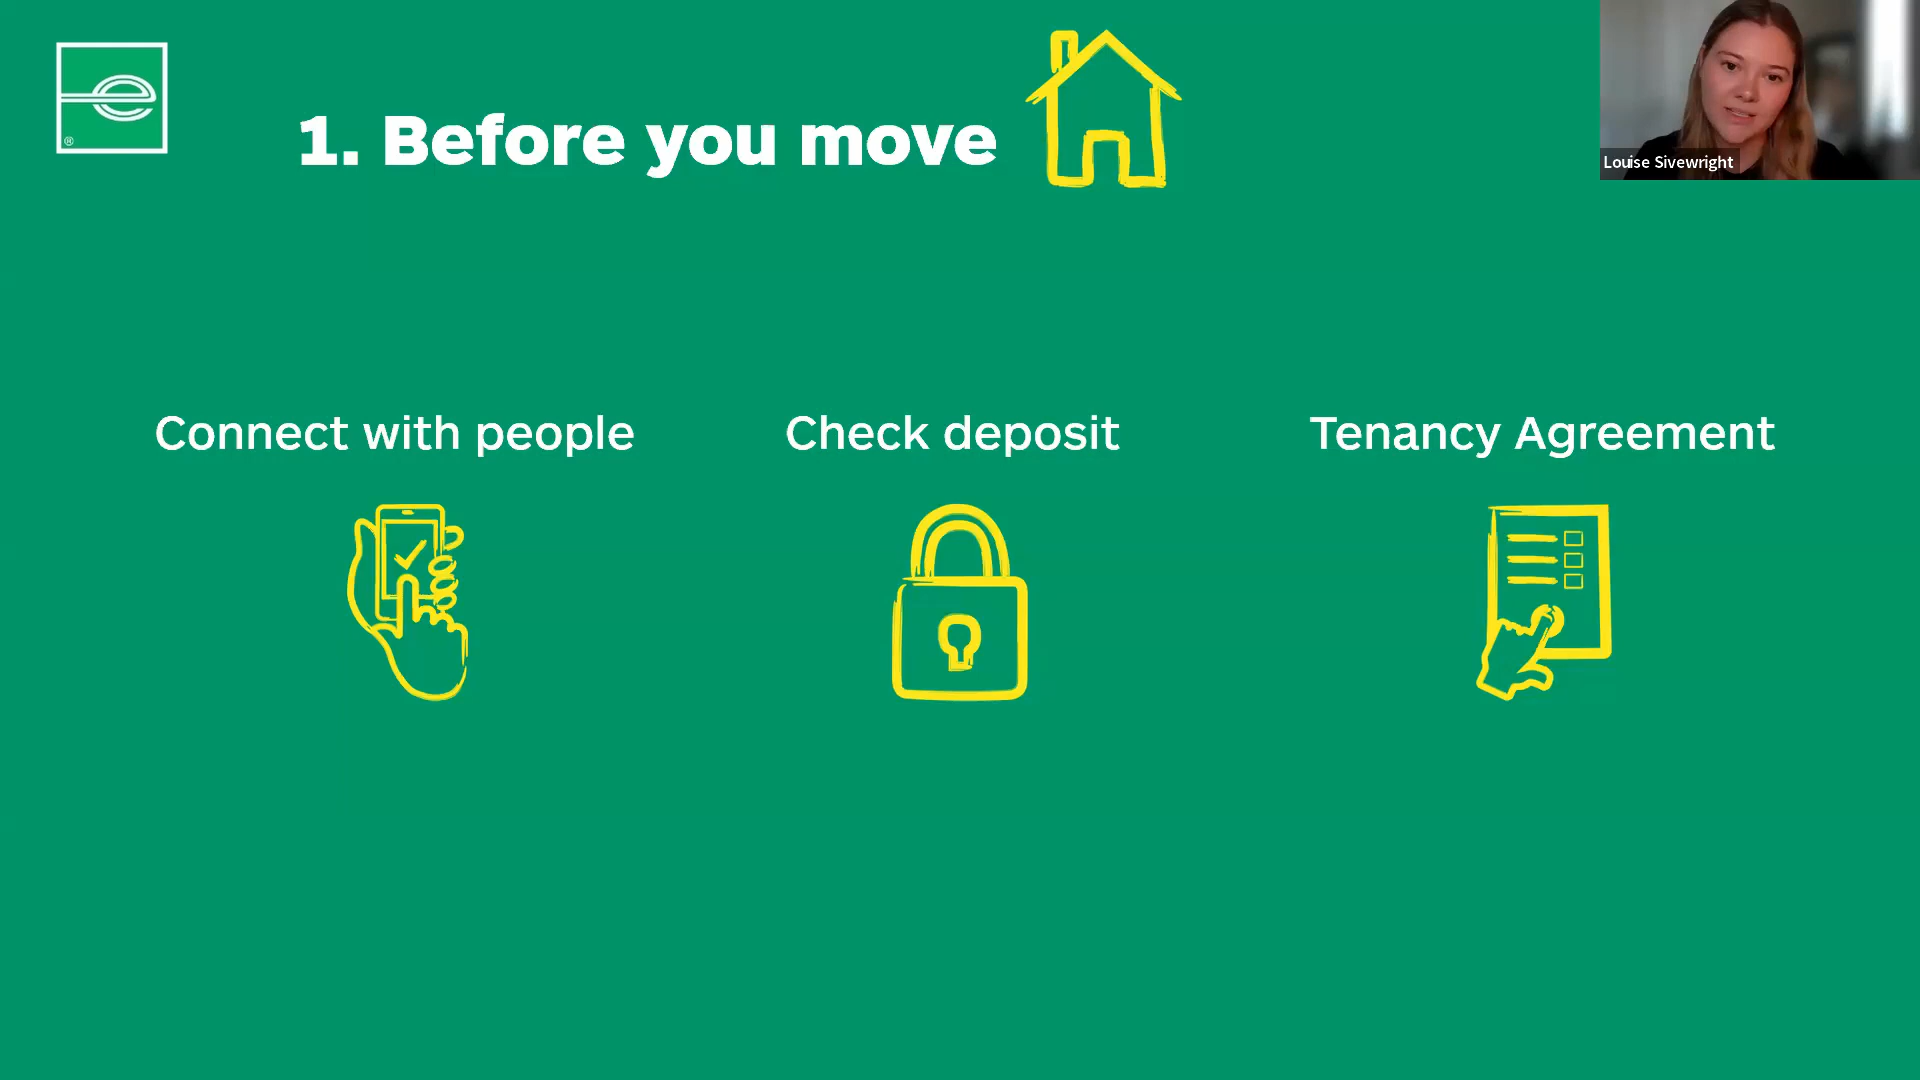 1. Before you move
Louise Sivewright
Connect with people
Check deposit
Tenancy Agreement
e
®